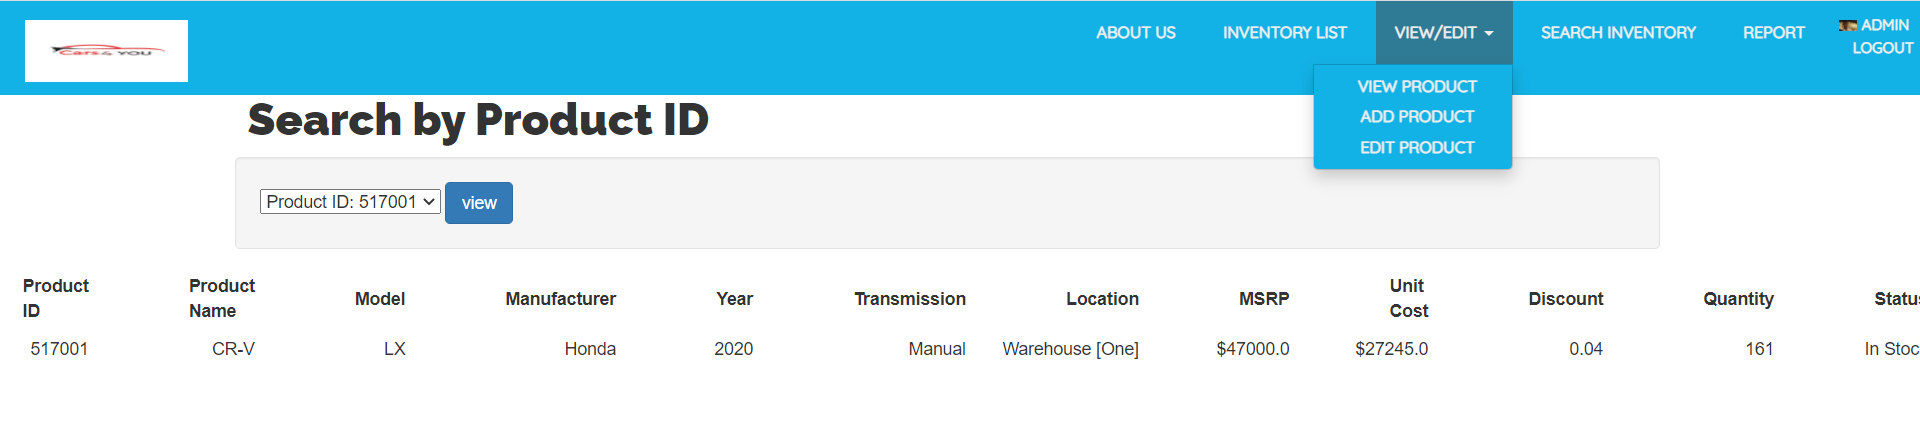 Cars4 YOU
ABOUT US INVENTORY LIST VIEW/EDIT SEARCH INVENTORY REPORT ADMIN
LOGOUT
VIEW PRODUCT
ADD PRODUCT
EDIT PRODUCT
Search by Product ID
Product ID: 517001 view
Product ID Product Name Model Manufacturer Year Transmission Location MSRP Unit Cost Discount Quantity Statu
517001 CR-V LX Honda 2020 Manual Warehouse [One] $47000.0 $27245.0 0.04 161 In Stoc